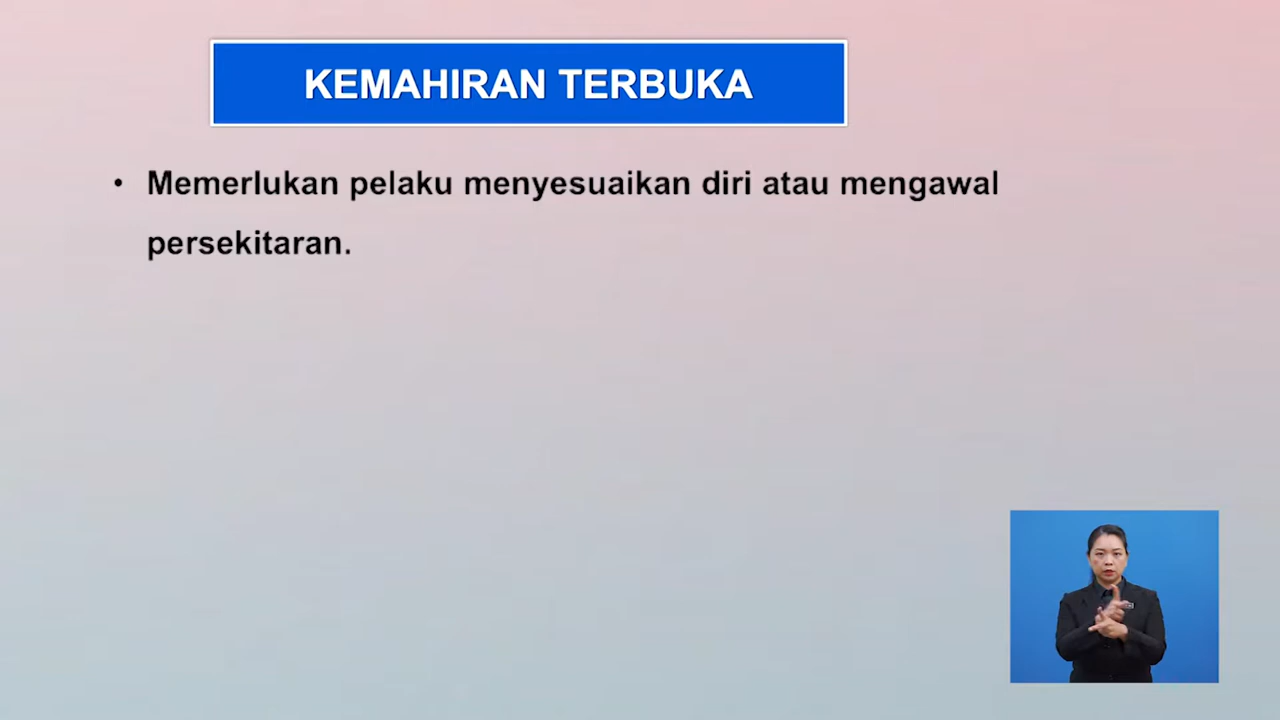 KEMAHIRAN TERBUKA
• Memerlukan pelaku menyesuaikan diri atau mengawal
persekitaran.